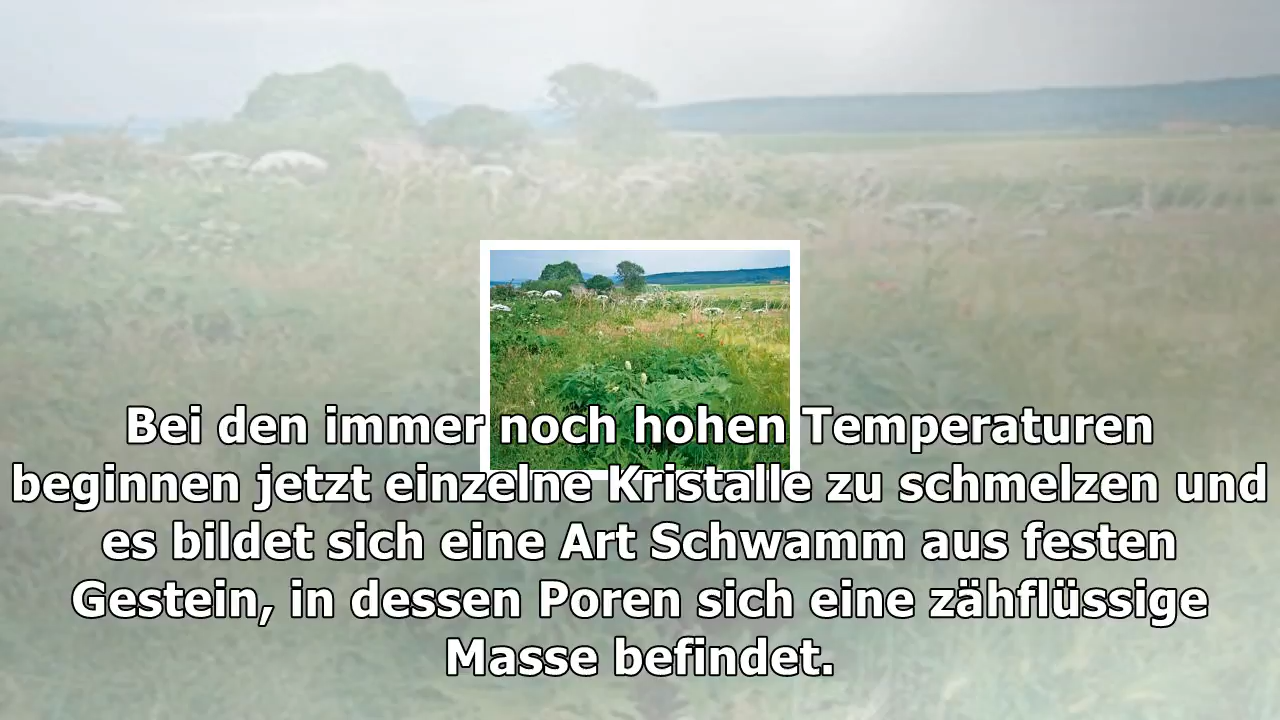 Bei den immer noch hohen Temperaturen
beginnen jetzt einzelne Kristalle zu schmelzen und
es bildet sich eine Art Schwamm aus festen
Gestein, in dessen Poren sich eine zähflüssige
Masse befindet.